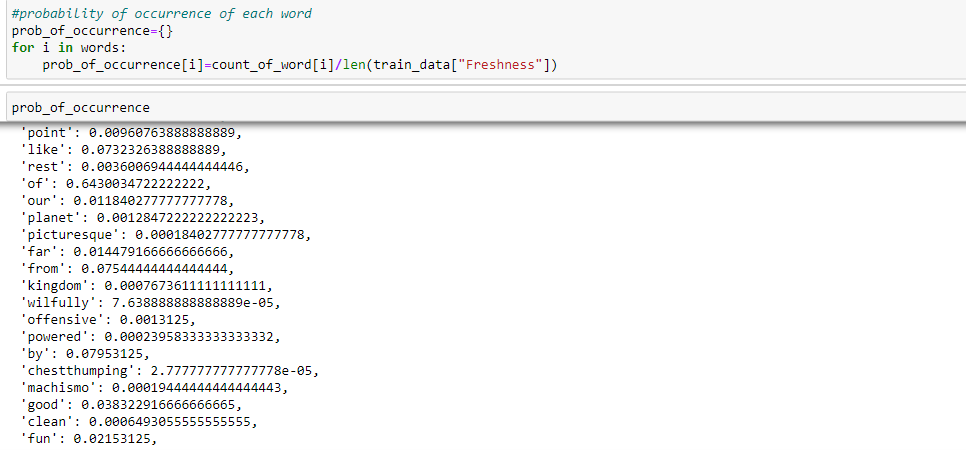 #probability of occurrence of each word
prob_of_occurrence={}
for i in words:
    prob_of_occurrence[i]=count_of_word[i]/len(train_data["Freshness"])
prob_of_occurrence
'point': 0.00960763888888889,
'like': 0.0732326388888889,
'rest': 0.0036006944444444446,
'of': 0.6430034722222222,
'our': 0.011840277777777778,
'planet': 0.0012847222222222223,
'picturesque': 0.00018402777777777778,
'far': 0.014479166666666666,
'from': 0.07544444444444444,
'kingdom': 0.0007673611111111111,
'wilfully': 7.638888888888889e-05,
'offensive': 0.0013125,
'powered': 0.00023958333333333332,
'by': 0.07953125,
'chestthumping': 2.777777777777778e-05,
'machismo': 0.00019444444444444443,
'good': 0.038322916666666665,
'clean': 0.0006493055555555555,
'fun': 0.02153125,